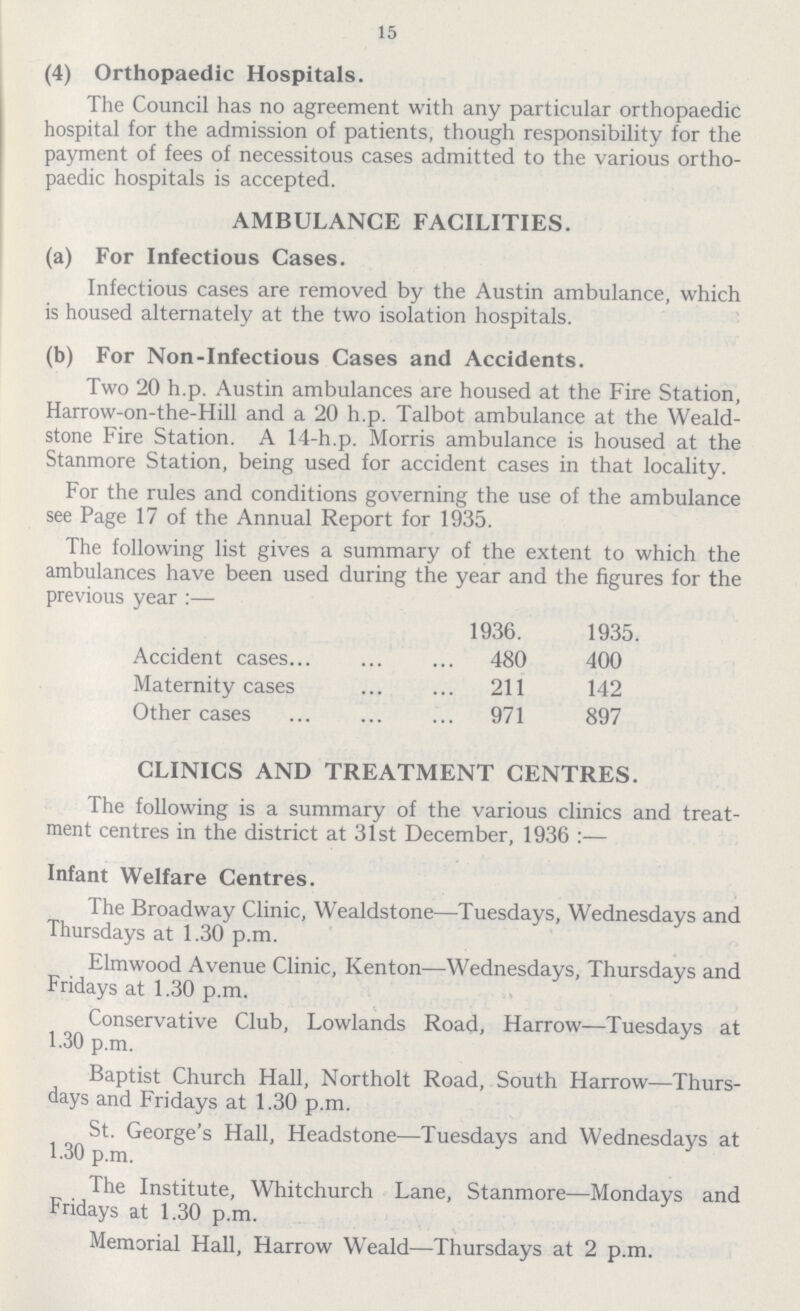 15
(4) Orthopaedic Hospitals.
The Council has no agreement with any particular orthopaedic
hospital for the admission of patients, though responsibility for the
payment of fees of necessitous cases admitted to the various ortho-
paedic hospitals is accepted.
AMBULANCE FACILITIES.
(a) For Infectious Cases.
Infectious cases are removed by the Austin ambulance, which
is housed alternately at the two isolation hospitals.
(b) For Non-Infectious Cases and Accidents.
Two 20 h.p. Austin ambulances are housed at the Fire Station,
Harrow-on-the-Hill and a 20 h.p. Talbot ambulance at the Weald-
stone Fire Station. A 14-h.p. Morris ambulance is housed at the
Stanmore Station, being used for accident cases in that locality.
For the rules and conditions governing the use of the ambulance
see Page 17 of the Annual Report for 1935.
The following list gives a summary of the extent to which the
ambulances have been used during the year and the figures for the
previous year :—
1936. 1935.
Accident cases... ... ... 480 400
Maternity cases ... ... 211 142
Other cases ... ... ... 971 897
CLINICS AND TREATMENT CENTRES.
The following is a summary of the various clinics and treat-
ment centres in the district at 31st December, 1936 :—
Infant Welfare Centres.
The Broadway Clinic, Wealdstone—Tuesdays, Wednesdays and
Thursdays at 1.30 p.m.
Elmwood Avenue Clinic, Kenton—Wednesdays, Thursdays and
Fridays at 1.30 p.m.
Conservative Club, Lowlands Road, Harrow—Tuesdays at
1.30 p.m.
Baptist Church Hall, Northolt Road, South Harrow—Thurs-
days and Fridays at 1.30 p.m.
St. George's Hall, Headstone—Tuesdays and Wednesdays at
1.30 p.m.
The Institute, Whitchurch Lane, Stanmore—Mondays and
Fridays at 1.30 p.m.
Memorial Hall, Harrow Weald—Thursdays at 2 p.m.